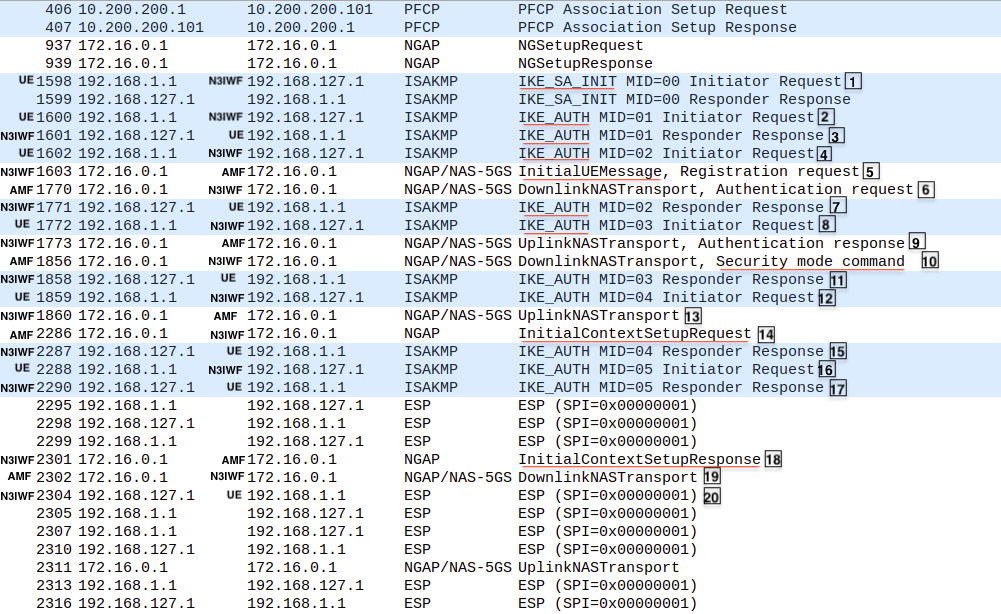 406 10.200.200.1 10.200.200.101 PFCP PFCP Association Setup Request
407 10.200.200.101 10.200.200.1 PFCP PFCP Association Setup Response
937 172.16.0.1 172.16.0.1 NGAP NGSetupRequest
939 172.16.0.1 172.16.0.1 NGAP NGSetupResponse
UE 1598 192.168.1.1 N3IWF 192.168.127.1 ISAKMP IKE_SA_INIT MID=00 Initiator Request 1
1599 192.168.127.1 192.168.1.1 ISAKMP IKE_SA_INIT MID=00 Responder Response
UE 1600 192.168.1.1 N3IWF 192.168.127.1 ISAKMP IKE_AUTH MID=01 Initiator Request 2
N3IWF 1601 192.168.127.1 UE 192.168.1.1 ISAKMP IKE_AUTH MID=01 Responder Response 3
UE 1602 192.168.1.1 N3IWF 192.168.127.1 ISAKMP IKE_AUTH MID=02 Initiator Request 4
N3IWF 1603 172.16.0.1 AMF 172.16.0.1 NGAP/NAS-5GS InitialUEMessage, Registration request 5
AMF 1770 172.16.0.1 N3IWF 172.16.0.1 NGAP/NAS-5GS DownlinkNASTransport, Authentication request 6
N3IWF 1771 192.168.127.1 UE 192.168.1.1 ISAKMP IKE_AUTH MID=02 Responder Response 7
UE 1772 192.168.1.1 N3IWF 192.168.127.1 ISAKMP IKE_AUTH MID=03 Initiator Request 8
N3IWF 1773 172.16.0.1 AMF 172.16.0.1 NGAP/NAS-5GS UplinkNASTransport, Authentication response 9
AMF 1856 172.16.0.1 N3IWF 172.16.0.1 NGAP/NAS-5GS DownlinkNASTransport, Security mode command 10
N3IWF 1858 192.168.127.1 UE 192.168.1.1 ISAKMP IKE_AUTH MID=03 Responder Response 11
UE 1859 192.168.1.1 N3IWF 192.168.127.1 ISAKMP IKE_AUTH MID=04 Initiator Request 12
N3IWF 1860 172.16.0.1 AMF 172.16.0.1 NGAP/NAS-5GS UplinkNASTransport 13
AMF 2286 172.16.0.1 N3IWF 172.16.0.1 NGAP InitialContextSetupRequest 14
N3IWF 2287 192.168.127.1 UE 192.168.1.1 ISAKMP IKE_AUTH MID=04 Responder Response 15
UE 2288 192.168.1.1 N3IWF 192.168.127.1 ISAKMP IKE_AUTH MID=05 Initiator Request 16
N3IWF 2290 192.168.127.1 UE 192.168.1.1 ISAKMP IKE_AUTH MID=05 Responder Response 17
2295 192.168.1.1 192.168.127.1 ESP ESP (SPI=0x00000001)
2298 192.168.127.1 192.168.1.1 ESP ESP (SPI=0x00000001)
2299 192.168.1.1 192.168.127.1 ESP ESP (SPI=0x00000001)
N3IWF 2301 172.16.0.1 AMF 172.16.0.1 NGAP InitialContextSetupResponse 18
AMF 2302 172.16.0.1 N3IWF 172.16.0.1 NGAP/NAS-5GS DownlinkNASTransport 19
N3IWF 2304 192.168.127.1 UE 192.168.1.1 ESP ESP (SPI=0x00000001) 20
2305 192.168.1.1 192.168.127.1 ESP ESP (SPI=0x00000001)
2307 192.168.1.1 192.168.127.1 ESP ESP (SPI=0x00000001)
2310 192.168.127.1 192.168.1.1 ESP ESP (SPI=0x00000001)
2311 172.16.0.1 172.16.0.1 NGAP/NAS-5GS UplinkNASTransport
2313 192.168.1.1 192.168.127.1 ESP ESP (SPI=0x00000001)
2316 192.168.127.1 192.168.1.1 ESP ESP (SPI=0x00000001)